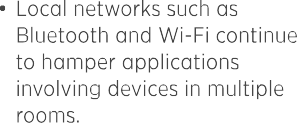 • Local networks such as
Bluetooth and Wi-Fi continue
to hamper applications
involving devices in multiple
rooms.